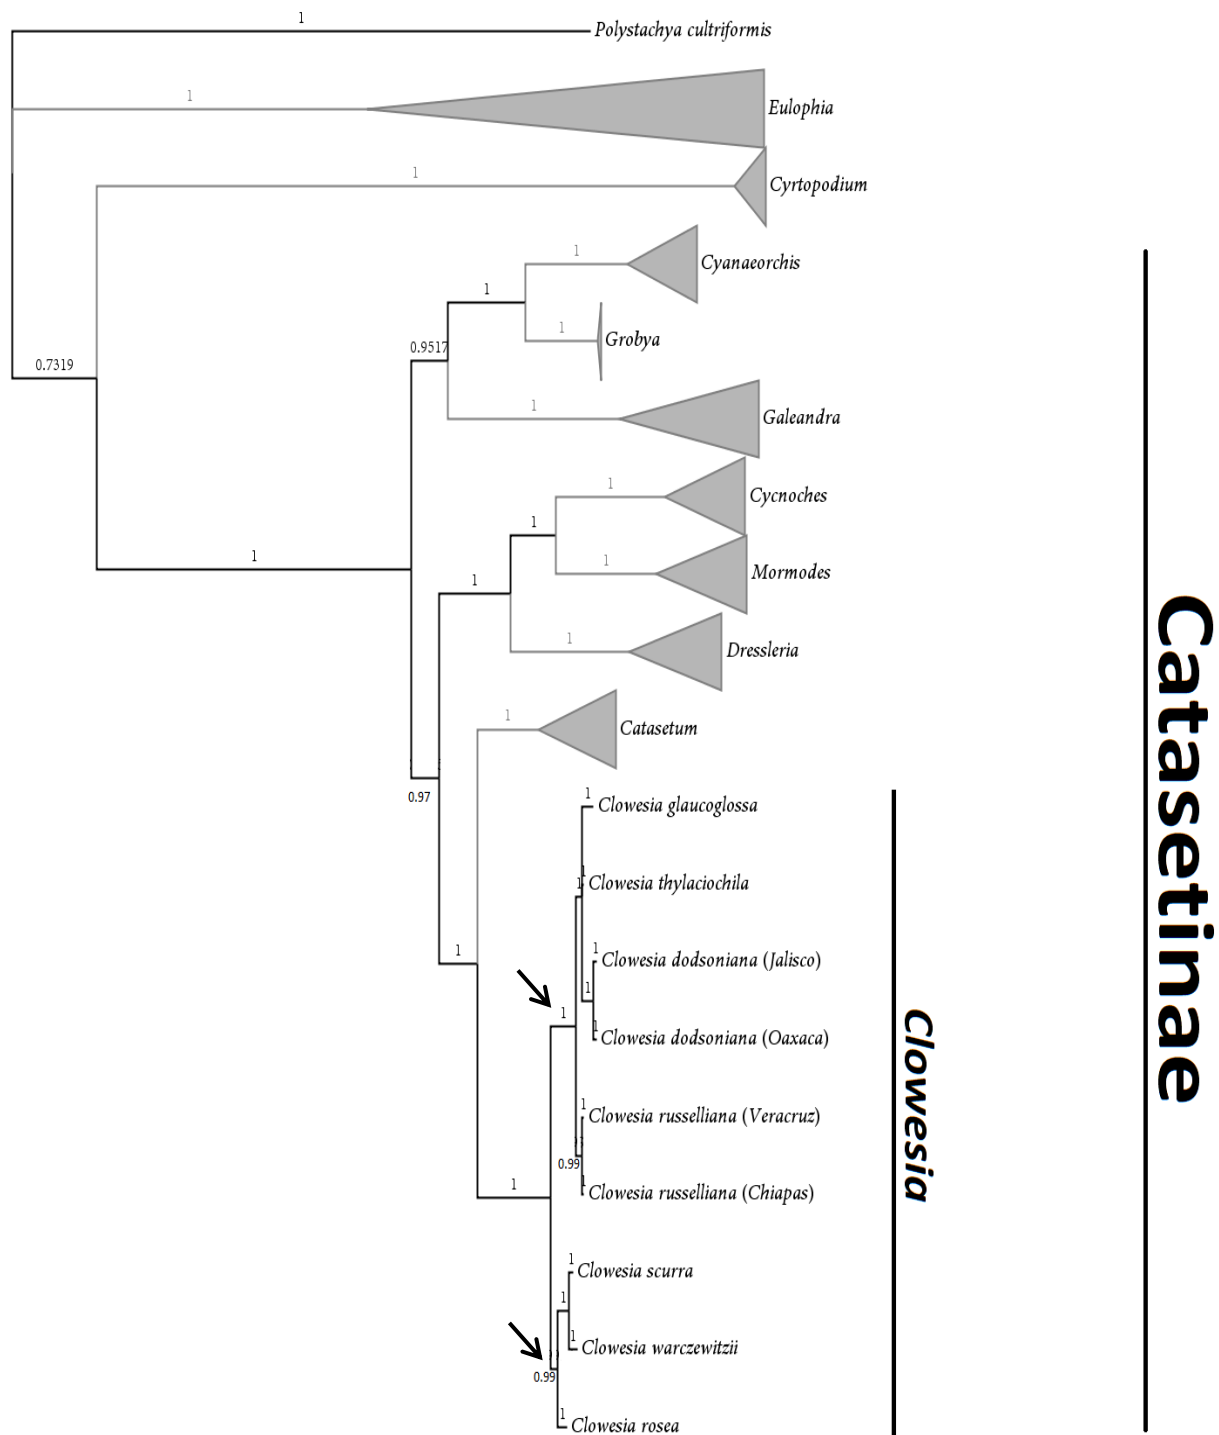 1
Polystachya cultriformis
1
Eulophia
1
Cyrtopodium
1
Cyanaeorchis
1
0.9517
1
Grobya
0.7319
1
Galeandra
1
Cycnoches
1
1
1
Mormodes
1
1
Dressleria
1
Catasetum
0.97
1
Clowesia glaucoglossa
1
1
Clowesia thylaciochila
1
1
Clowesia dodsoniana (Jalisco)
1
1
1
Clowesia dodsoniana (Oaxaca)
1
Clowesia russelliana (Veracruz)
0.99
1
1
Clowesia russelliana (Chiapas)
1
Clowesia scurra
1
1
Clowesia warczewitzii
0.99
1
Clowesia rosea
Clowesia
Catasetinae